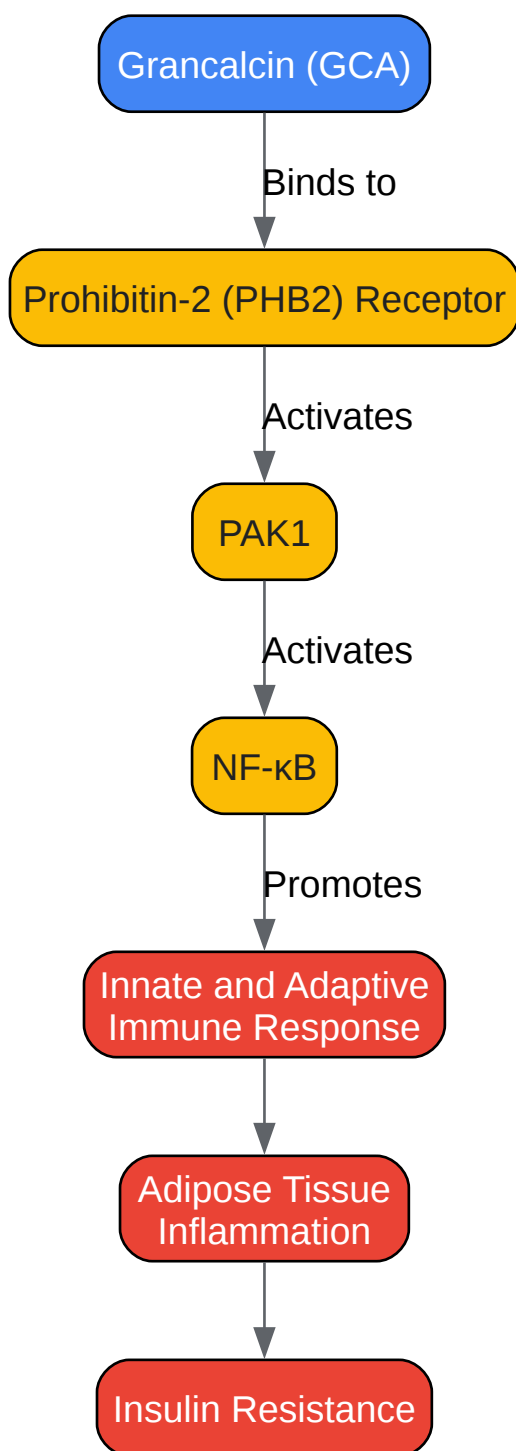 Grancalcin (GCA)
Binds to
Prohibitin-2 (PHB2) Receptor
Activates
PAK1
Activates
NF-κB
Promotes
Innate and Adaptive
Immune Response
Adipose Tissue
Inflammation
Insulin Resistance